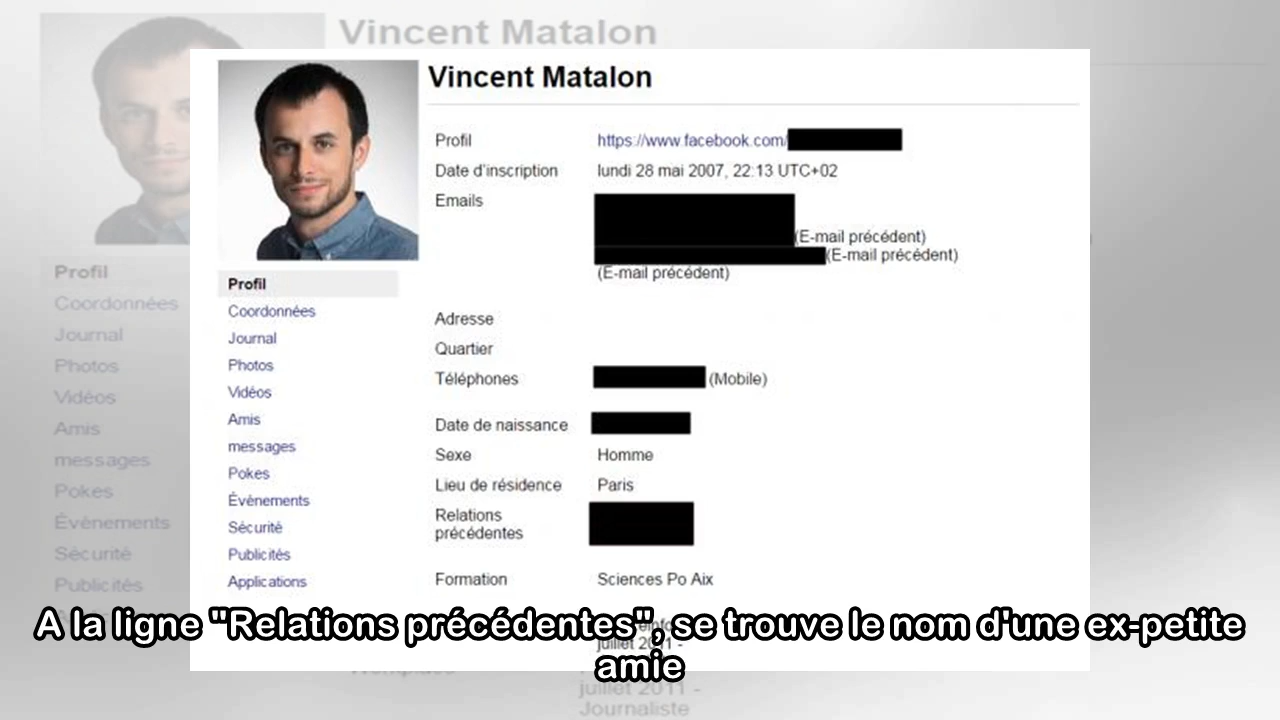 Vincent Matalon
Vincent Matalon
Profil https://www.facebook.com/
Date d'inscription lundi 28 mai 2007, 22:13 UTC+02
Emails
(E-mail précédent)
(E-mail précédent)
(E-mail précédent)
Adresse
Quartier
Téléphones (Mobile)
Date de naissance
Sexe Homme
Lieu de résidence Paris
Relations
précédentes
Formation Sciences Po Aix
juillet 2011 -
Profil
Coordonnées
Journal
Photos
Vidéos
Amis
messages
Pokes
Évènements
Sécurité
Publicités
Applications
Profil
Coordonnées
Journal
Photos
Vidéos
Amis
messages
Pokes
Évènements
Sécurité
Publicités
A la ligne "Relations précédentes", se trouve le nom d'une ex-petite
amie
juillet 2011 -
Journaliste